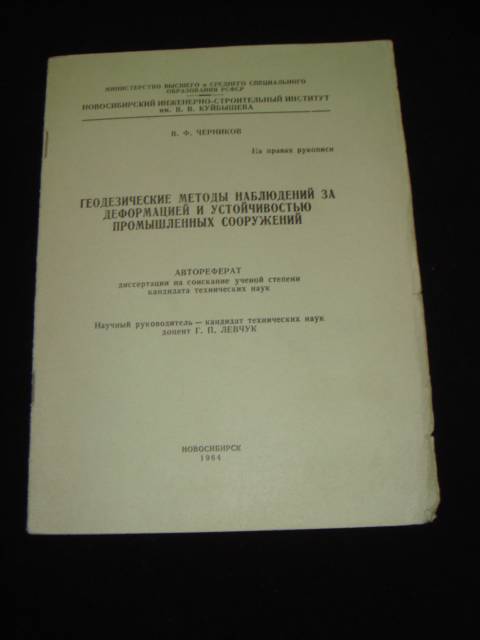 МИНИСТЕРСТВО ВЫСШЕГО и СРЕДНЕГО СПЕЦИАЛЬНОГО
ОБРАЗОВАНИЯ РСФСР
НОВОСИБИРСКИЙ ИНЖЕНЕРНО-СТРОИТЕЛЬНЫЙ ИНСТИТУТ
им. В. В. КУЙБЫШЕВА
В. Ф. ЧЕРНИКОВ
На правах рукописи
ГЕОДЕЗИЧЕСКИЕ МЕТОДЫ НАБЛЮДЕНИЙ ЗА
ДЕФОРМАЦИЕЙ И УСТОЙЧИВОСТЬЮ
ПРОМЫШЛЕННЫХ СООРУЖЕНИЙ
АВТОРЕФЕРАТ
диссертации на соискание ученой степени
кандидата технических наук
Научный руководитель — кандидат технических наук
доцент Г. П. ЛЕВЧУК
НОВОСИБИРСК
1964